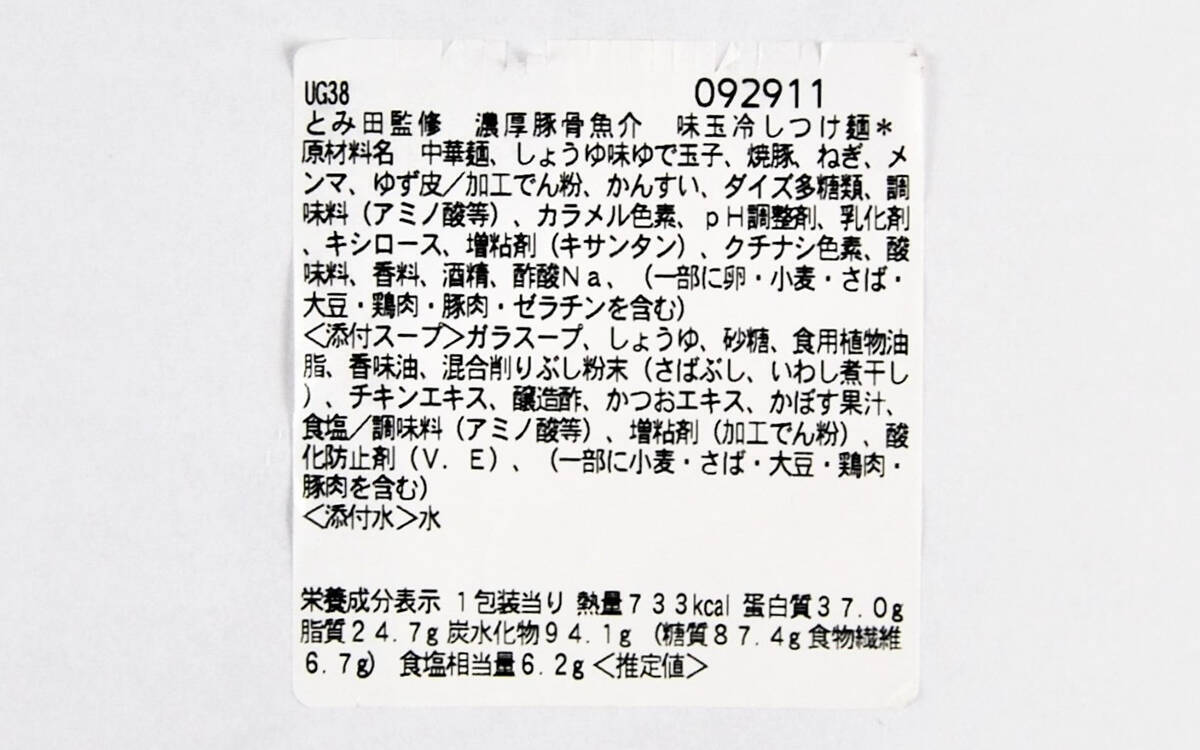 UG38 092911
とみ田監修 濃厚豚骨魚介 味玉冷しつけ麺*
原材料名 中華麺、しょうゆ味ゆで玉子、焼豚、ねぎ、メ
ンマ、ゆず皮/加工でん粉、かんすい、ダイズ多糖類、調
味料(アミノ酸等)、カラメル色素、pH調整剤、乳化剤
、キシロース、増粘剤(キサンタン)、クチナシ色素、酸
味料、香料、酒精、酢酸Na、(一部に卵・小麦・さば・
大豆・鶏肉・豚肉・ゼラチンを含む)
<添付スープ>ガラスープ、しょうゆ、砂糖、食用植物油
脂、香味油、混合削りぶし粉末(さばぶし、いわし煮干し
)、チキンエキス、醸造酢、かつおエキス、かぼす果汁、
食塩/調味料(アミノ酸等)、増粘剤(加工でん粉)、酸
化防止剤(V.E)、(一部に小麦・さば・大豆・鶏肉・
豚肉を含む)
<添付水>水
栄養成分表示 1包装当り 熱量733kcal 蛋白質37.0g
脂質24.7g 炭水化物94.1g (糖質87.4g 食物繊維
6.7g) 食塩相当量6.2g <推定値>